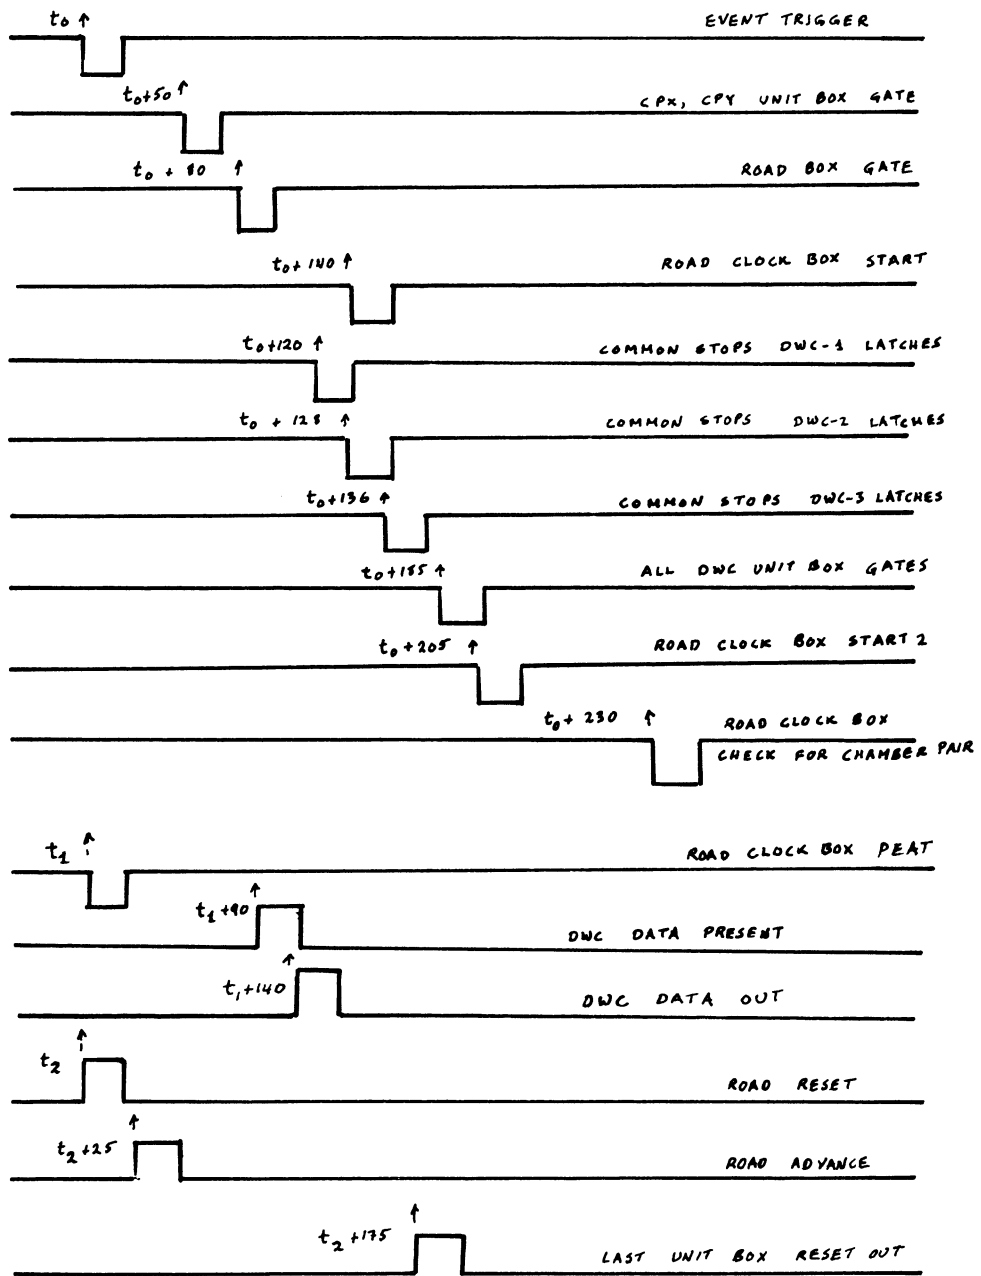 t0 EVENT TRIGGER
t0+50 CPX, CPY UNIT BOX GATE
t0 + 80 ROAD BOX GATE
t0+ 140 ROAD CLOCK BOX START
t0+120 COMMON STOPS DWC-1 LATCHES
t0 + 128 COMMON STOPS DWC-2 LATCHES
t0+136 COMMON STOPS DWC-3 LATCHES
t0+185 ALL DWC UNIT BOX GATES
t0+205 ROAD CLOCK BOX START 2
t0+ 230 ROAD CLOCK BOX
CHECK FOR CHAMBER PAIR
t1 ROAD CLOCK BOX PEAT
t1+90 DWC DATA PRESENT
t1+140 DWC DATA OUT
t2 ROAD RESET
t2+25 ROAD ADVANCE
t2+175 LAST UNIT BOX RESET OUT